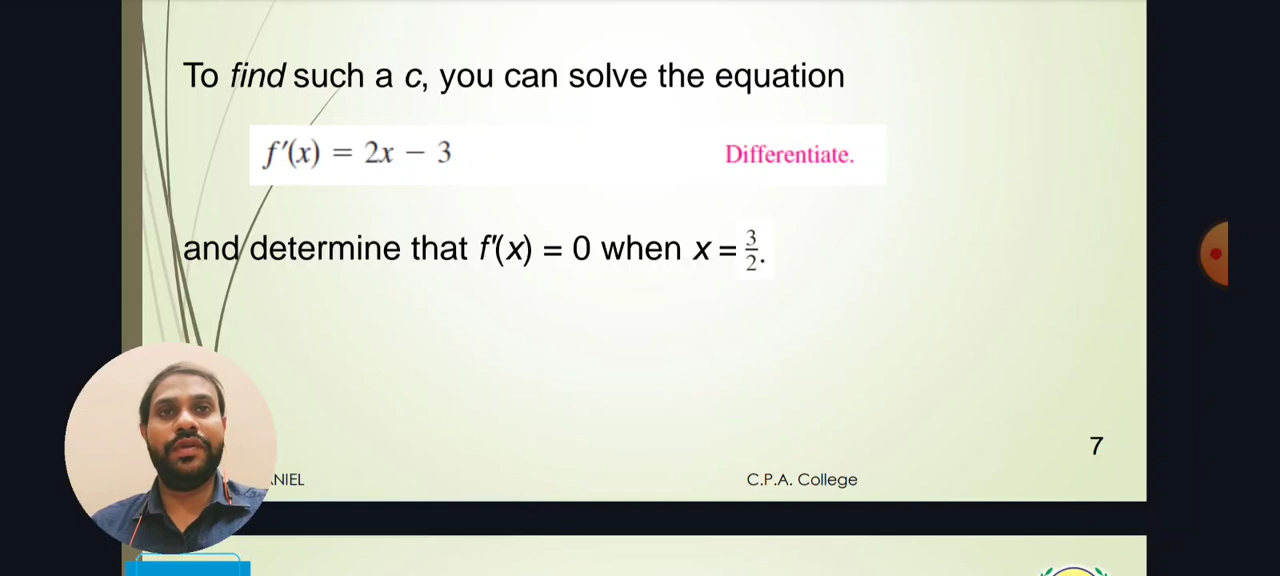 To find such a c, you can solve the equation
f′(x) = 2x − 3 Differentiate.
and determine that f′(x) = 0 when x = 3/2.
7
NIEL C.P.A. College